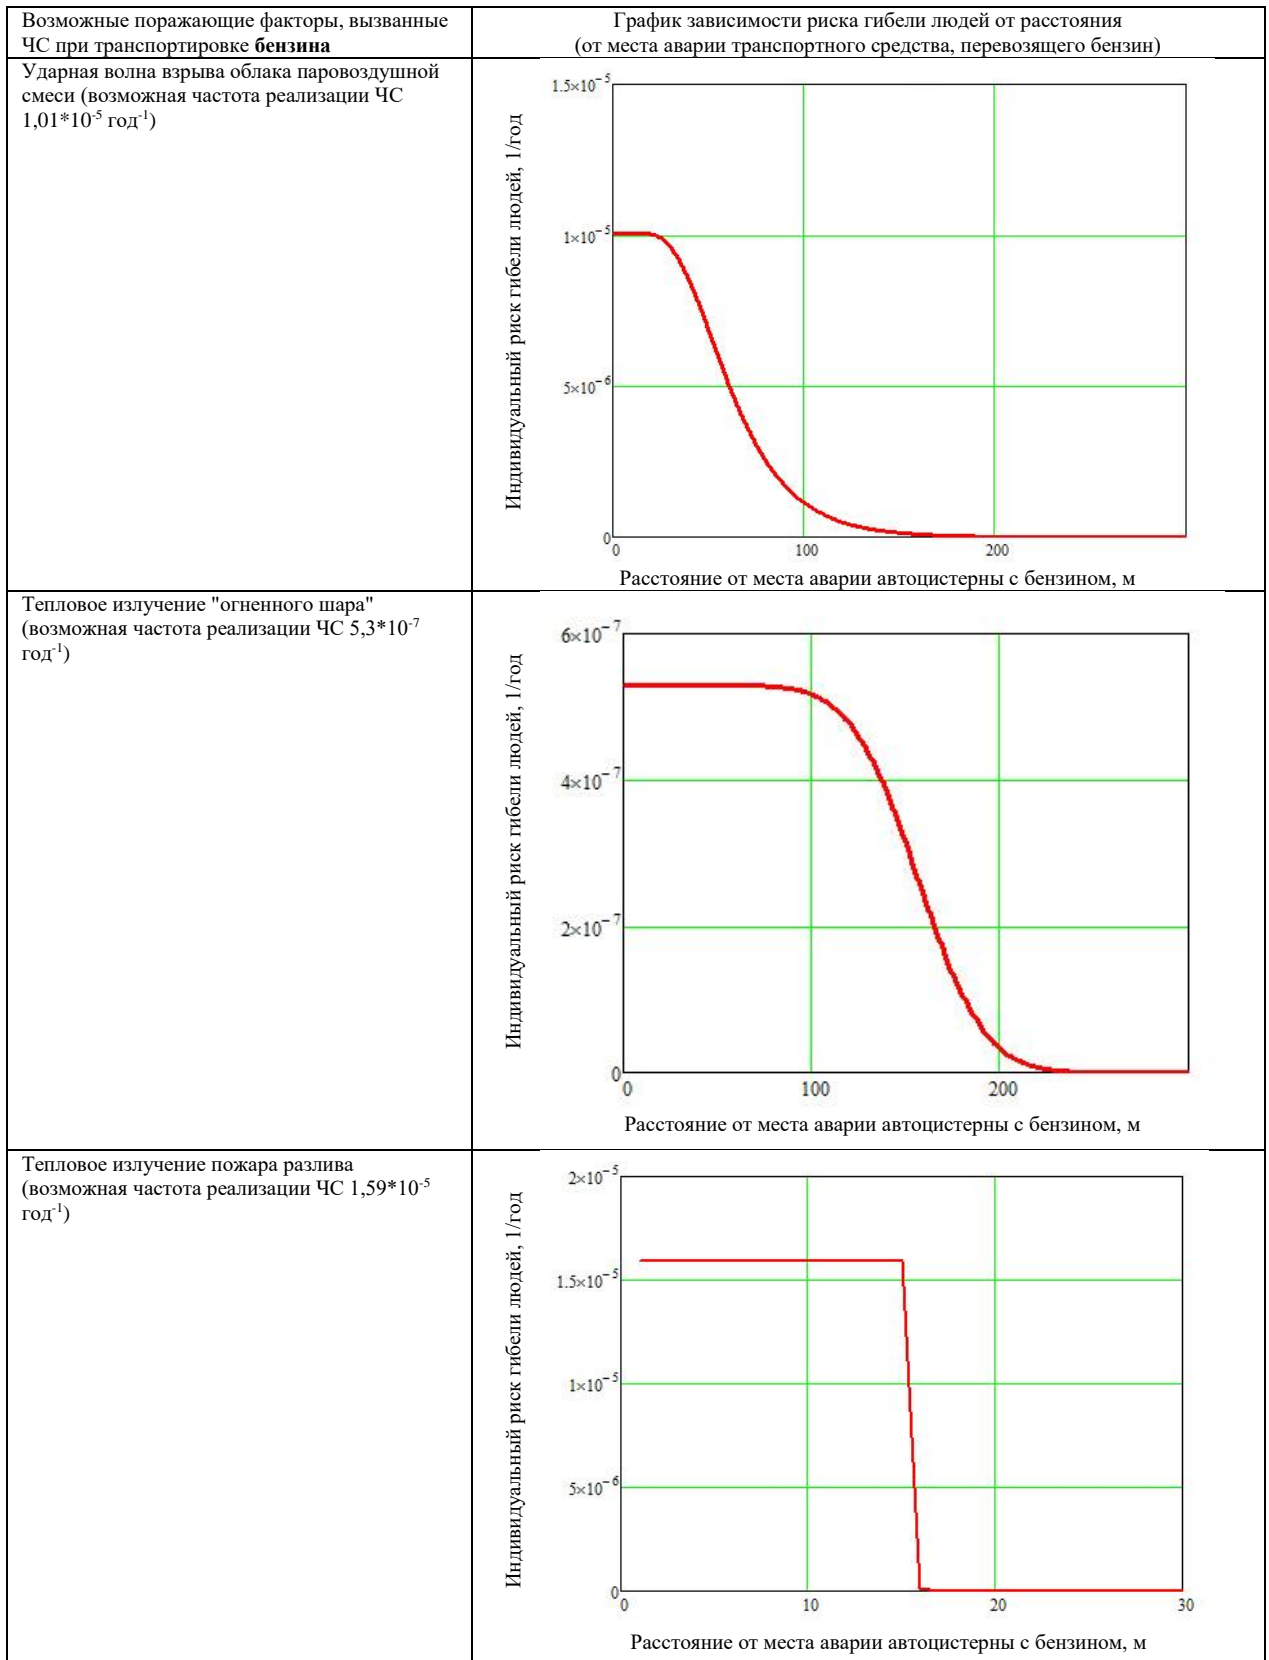 Возможные поражающие факторы, вызванные
ЧС при транспортировке бензина
График зависимости риска гибели людей от расстояния
(от места аварии транспортного средства, перевозящего бензин)
Ударная волна взрыва облака паровоздушной
смеси (возможная частота реализации ЧС
1,01*10⁻⁵ год⁻¹)
Индивидуальный риск гибели людей, 1/год
1.5×10⁻⁵
1×10⁻⁵
5×10⁻⁶
0
0
100
200
Расстояние от места аварии автоцистерны с бензином, м
Тепловое излучение "огненного шара"
(возможная частота реализации ЧС 5,3*10⁻⁷
год⁻¹)
Индивидуальный риск гибели людей, 1/год
6×10⁻⁷
4×10⁻⁷
2×10⁻⁷
0
0
100
200
Расстояние от места аварии автоцистерны с бензином, м
Тепловое излучение пожара разлива
(возможная частота реализации ЧС 1,59*10⁻⁵
год⁻¹)
Индивидуальный риск гибели людей, 1/год
2×10⁻⁵
1.5×10⁻⁵
1×10⁻⁵
5×10⁻⁶
0
0
10
20
30
Расстояние от места аварии автоцистерны с бензином, м